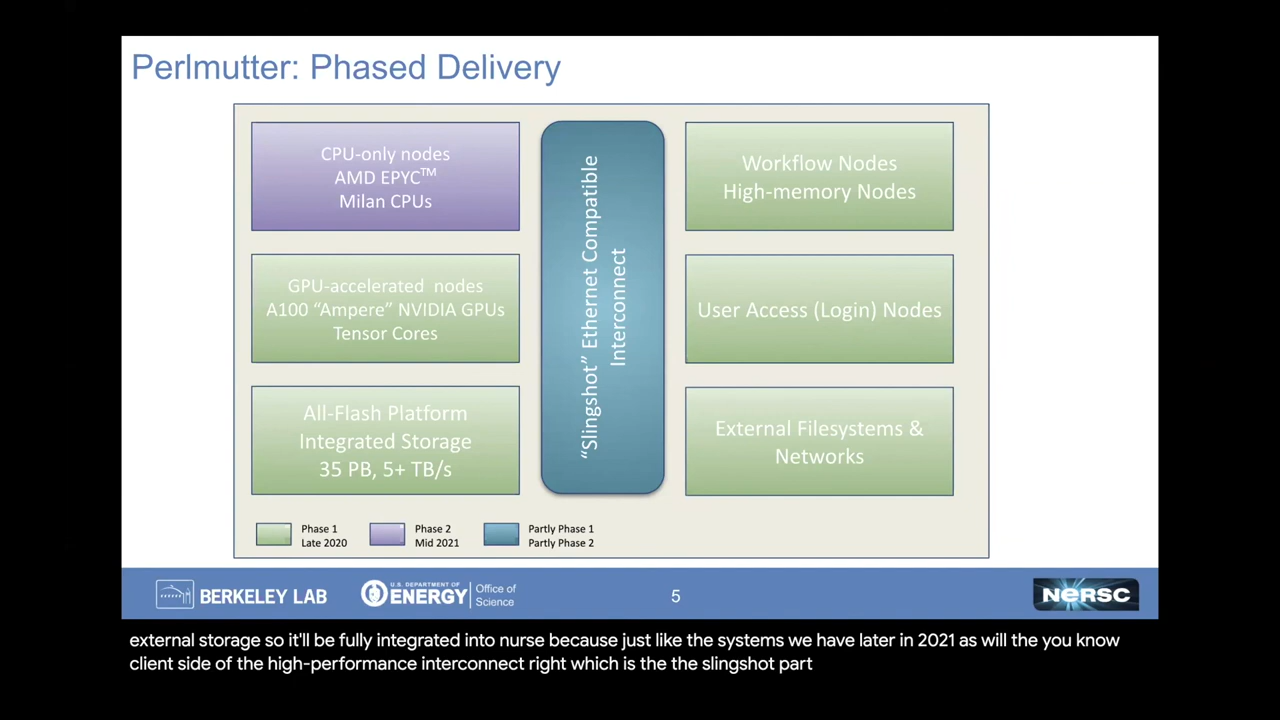 Perlmutter: Phased Delivery
CPU-only nodes
AMD EPYC™
Milan CPUs
GPU-accelerated nodes
A100 “Ampere” NVIDIA GPUs
Tensor Cores
All-Flash Platform
Integrated Storage
35 PB, 5+ TB/s
“Slingshot” Ethernet Compatible
Interconnect
Workflow Nodes
High-memory Nodes
User Access (Login) Nodes
External Filesystems &
Networks
Phase 1
Late 2020
Phase 2
Mid 2021
Partly Phase 1
Partly Phase 2
BERKELEY LAB
U.S. DEPARTMENT OF
ENERGY
Office of
Science
5
NERSC
external storage so it'll be fully integrated into nurse because just like the systems we have later in 2021 as will the you know
client side of the high-performance interconnect right which is the the slingshot part